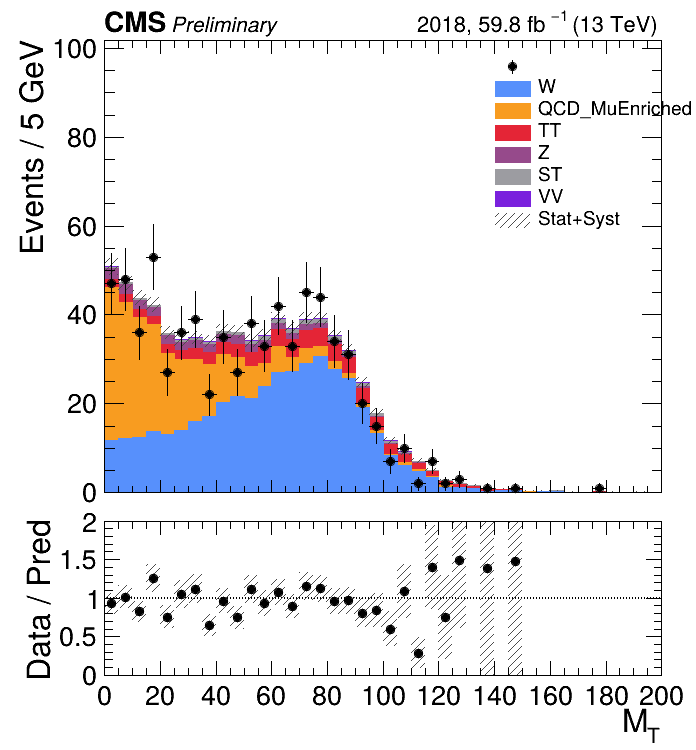 CMS Preliminary 2018, 59.8 fb⁻¹ (13 TeV)
Events / 5 GeV
100
80
60
40
20
0
W
QCD_MuEnriched
TT
Z
ST
VV
Stat+Syst
Data / Pred
2
1.5
1
0.5
0
0 20 40 60 80 100 120 140 160 180 200
M_T